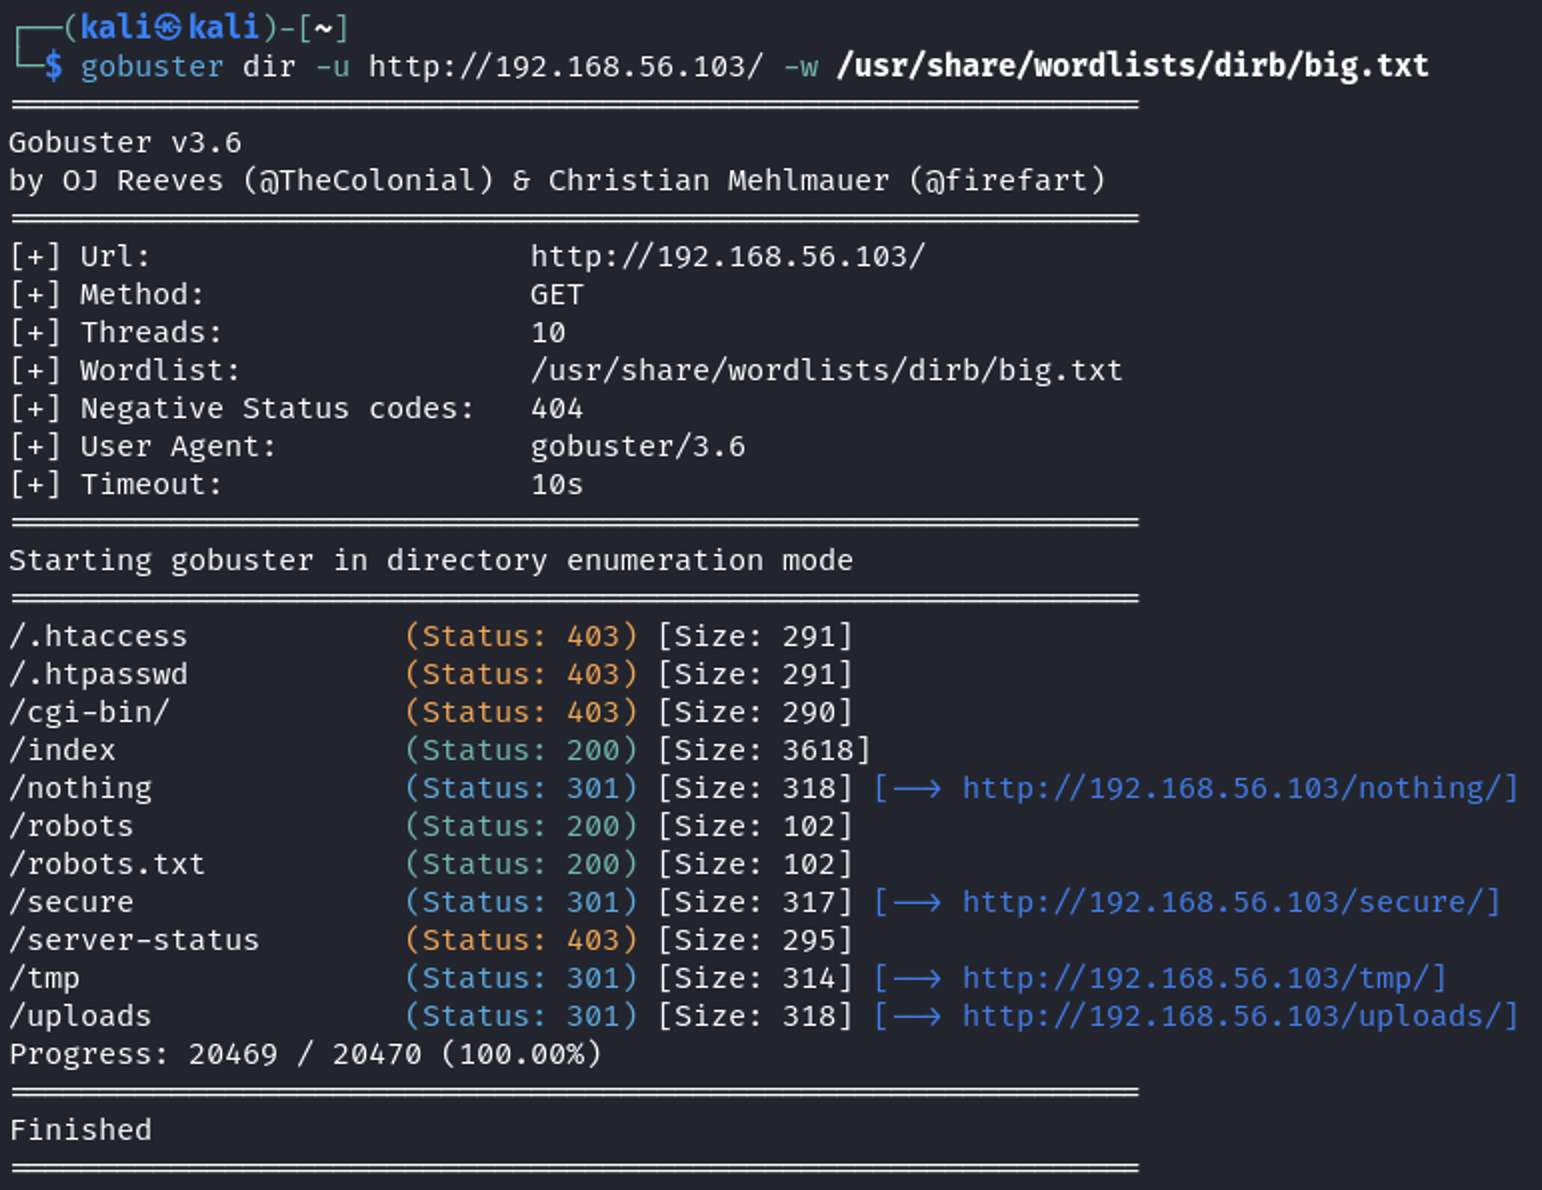 ┌──(kali㉿kali)-[~]
└─$ gobuster dir -u http://192.168.56.103/ -w /usr/share/wordlists/dirb/big.txt
===============================================================
Gobuster v3.6
by OJ Reeves (@TheColonial) & Christian Mehlmauer (@firefart)
===============================================================
[+] Url:                     http://192.168.56.103/
[+] Method:                  GET
[+] Threads:                 10
[+] Wordlist:                /usr/share/wordlists/dirb/big.txt
[+] Negative Status codes:   404
[+] User Agent:              gobuster/3.6
[+] Timeout:                 10s
===============================================================
Starting gobuster in directory enumeration mode
===============================================================
/.htaccess            (Status: 403) [Size: 291]
/.htpasswd            (Status: 403) [Size: 291]
/cgi-bin/             (Status: 403) [Size: 290]
/index                (Status: 200) [Size: 3618]
/nothing              (Status: 301) [Size: 318] [--> http://192.168.56.103/nothing/]
/robots               (Status: 200) [Size: 102]
/robots.txt           (Status: 200) [Size: 102]
/secure               (Status: 301) [Size: 317] [--> http://192.168.56.103/secure/]
/server-status        (Status: 403) [Size: 295]
/tmp                  (Status: 301) [Size: 314] [--> http://192.168.56.103/tmp/]
/uploads              (Status: 301) [Size: 318] [--> http://192.168.56.103/uploads/]
Progress: 20469 / 20470 (100.00%)
===============================================================
Finished
===============================================================